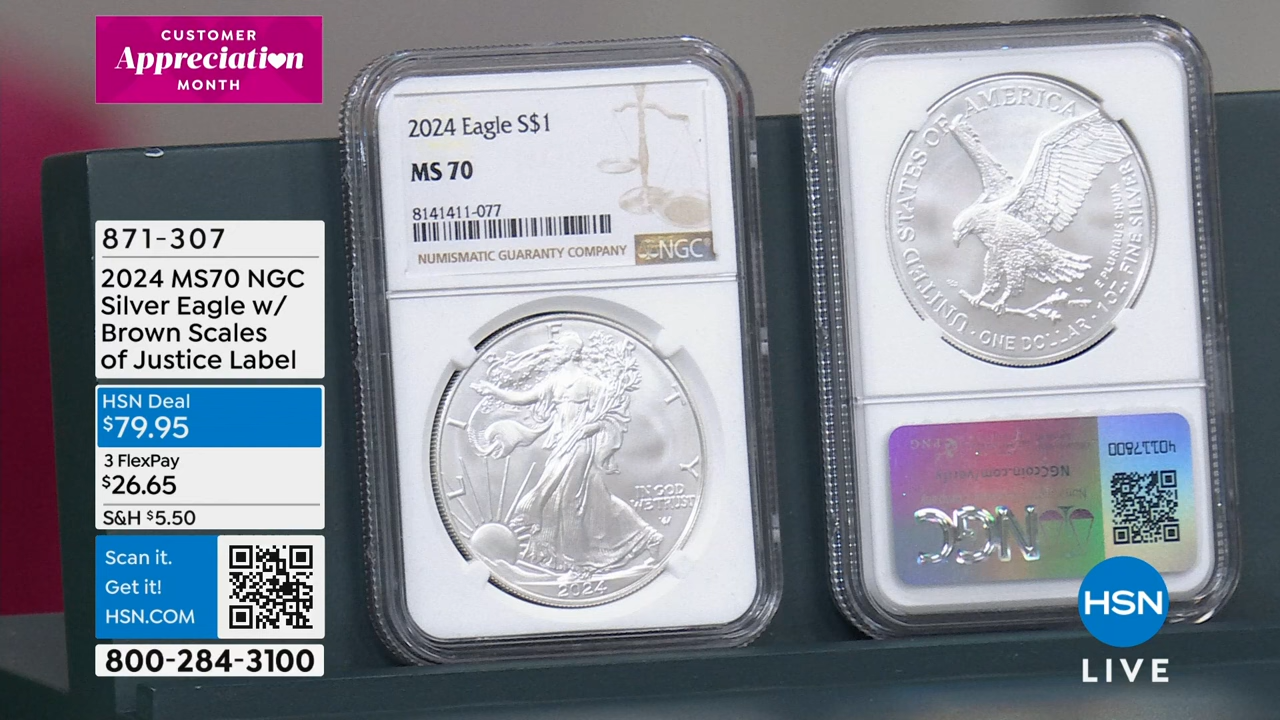 CUSTOMER
Appreciation
MONTH
871-307
2024 MS70 NGC
Silver Eagle w/
Brown Scales
of Justice Label
HSN Deal
$79.95
3 FlexPay
$26.65
S&H $5.50
Scan it.
Get it!
HSN.COM
800-284-3100
2024 Eagle S$1
MS 70
8141411-077
NUMISMATIC GUARANTY COMPANY
NGC
LIBERTY
IN GOD
WE TRUST
2024
UNITED STATES OF AMERICA
E PLURIBUS UNUM
1 OZ. FINE SILVER · ONE DOLLAR
40117800
NGCcoin.com/verify
NGC
HSN
LIVE